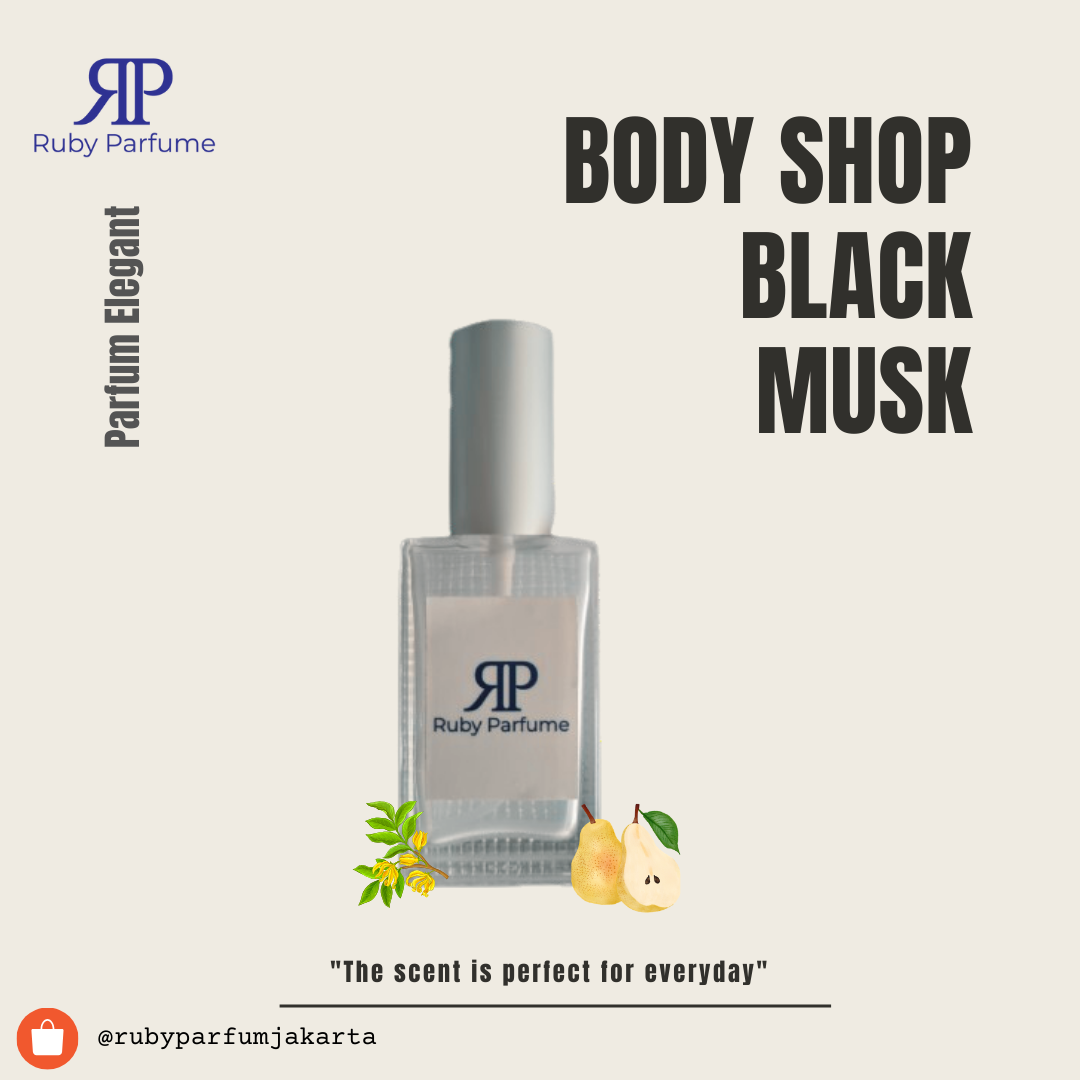 RP
Ruby Parfume
Parfum Elegant
BODY SHOP
BLACK
MUSK
RP
Ruby Parfume
"The scent is perfect for everyday"
@rubyparfumjakarta